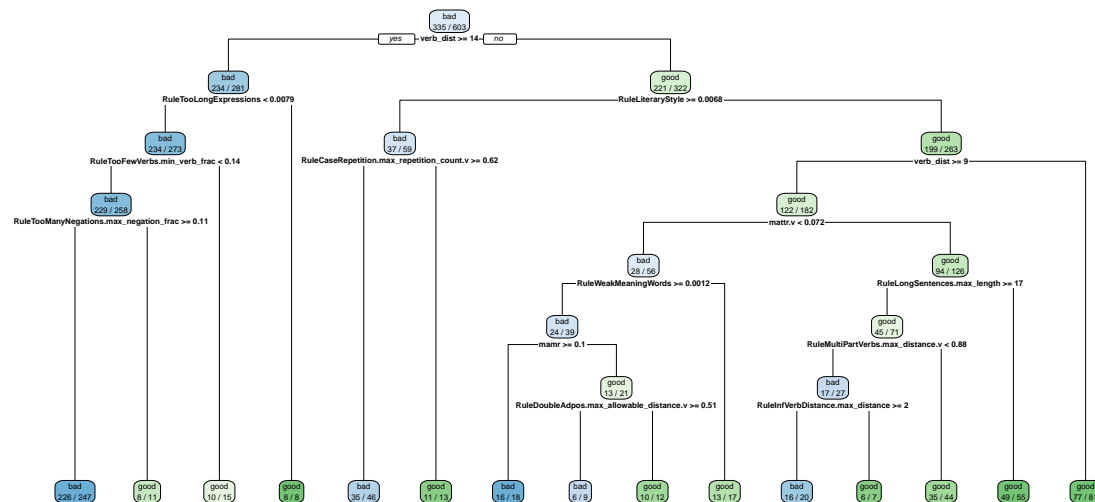 bad
335 / 603
yes verb_dist >= 14 no
bad
234 / 281
RuleTooLongExpressions < 0.0079
good
221 / 322
RuleLiteraryStyle >= 0.0068
bad
234 / 273
RuleTooFewVerbs.min_verb_frac < 0.14
bad
37 / 59
RuleCaseRepetition.max_repetition_count.v >= 0.62
good
199 / 263
verb_dist >= 9
bad
229 / 258
RuleTooManyNegations.max_negation_frac >= 0.11
good
122 / 182
mattr.v < 0.072
bad
28 / 56
RuleWeakMeaningWords >= 0.0012
good
94 / 126
RuleLongSentences.max_length >= 17
bad
24 / 39
mamr >= 0.1
good
45 / 71
RuleMultiPartVerbs.max_distance.v < 0.88
good
13 / 21
RuleDoubleAdpos.max_allowable_distance.v >= 0.51
bad
17 / 27
RuleInfVerbDistance.max_distance >= 2
bad
226 / 247
good
8 / 11
good
10 / 15
good
8 / 8
bad
35 / 46
good
11 / 13
bad
16 / 18
bad
6 / 9
good
10 / 12
good
13 / 17
bad
16 / 20
good
6 / 7
good
35 / 44
good
49 / 55
good
77 / 81